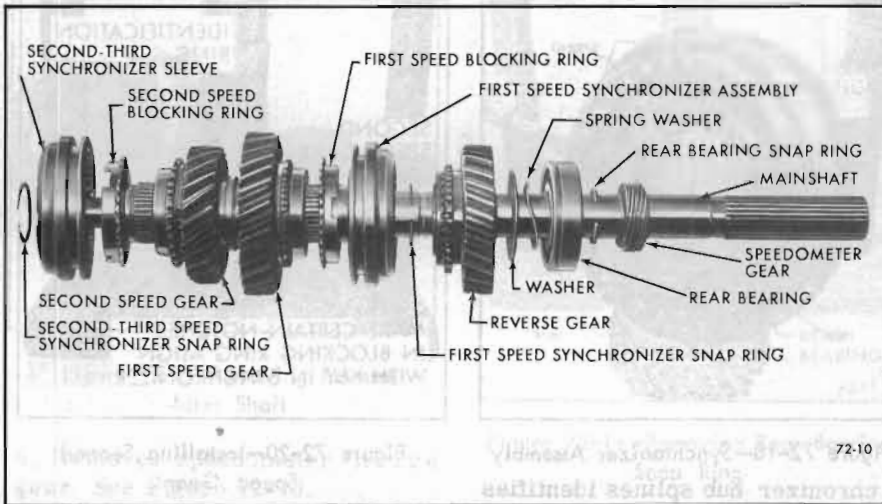 SECOND-THIRD
SYNCHRONIZER SLEEVE
SECOND SPEED
BLOCKING RING
FIRST SPEED BLOCKING RING
FIRST SPEED SYNCHRONIZER ASSEMBLY
SPRING WASHER
REAR BEARING SNAP RING
MAINSHAFT
SECOND SPEED GEAR
SECOND-THIRD SPEED
SYNCHRONIZER SNAP RING
FIRST SPEED GEAR
FIRST SPEED SYNCHRONIZER SNAP RING
REVERSE GEAR
WASHER
REAR BEARING
SPEEDOMETER
GEAR
72-10